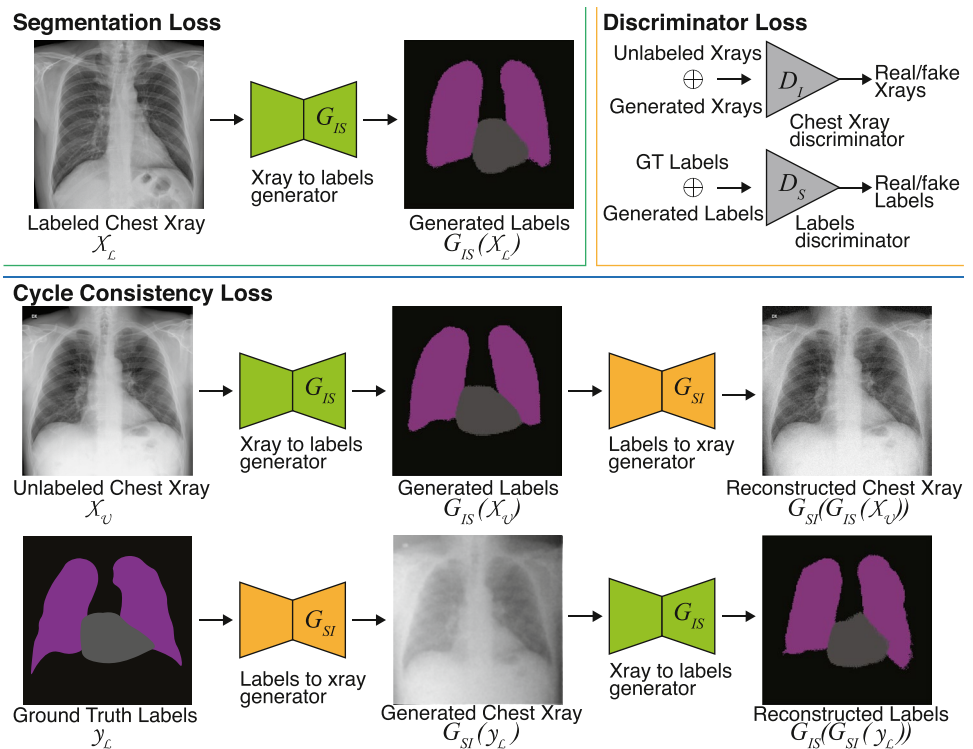 Segmentation Loss
G_IS
Xray to labels
generator
Labeled Chest Xray
X_L
Generated Labels
G_IS(X_L)
Discriminator Loss
Unlabeled Xrays
⊕
Generated Xrays
D_I
Real/fake
Xrays
Chest Xray
discriminator
GT Labels
⊕
Generated Labels
D_S
Real/fake
Labels
Labels
discriminator
Cycle Consistency Loss
G_IS
Xray to labels
generator
G_SI
Labels to xray
generator
Unlabeled Chest Xray
X_U
Generated Labels
G_IS(X_U)
Reconstructed Chest Xray
G_SI(G_IS(X_U))
G_SI
Labels to xray
generator
G_IS
Xray to labels
generator
Ground Truth Labels
y_L
Generated Chest Xray
G_SI(y_L)
Reconstructed Labels
G_IS(G_SI(y_L))